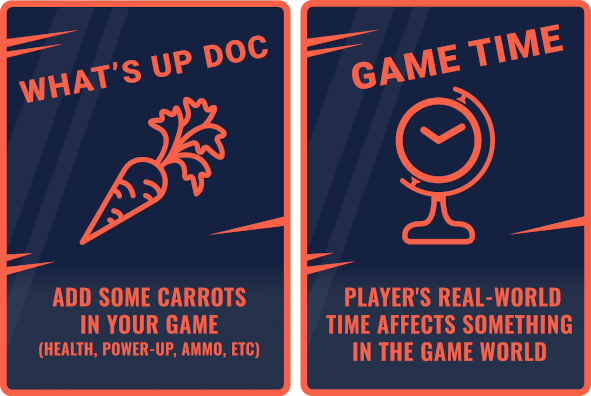 WHAT'S UP DOC
ADD SOME CARROTS
IN YOUR GAME
(HEALTH, POWER-UP, AMMO, ETC)
GAME TIME
PLAYER'S REAL-WORLD
TIME AFFECTS SOMETHING
IN THE GAME WORLD